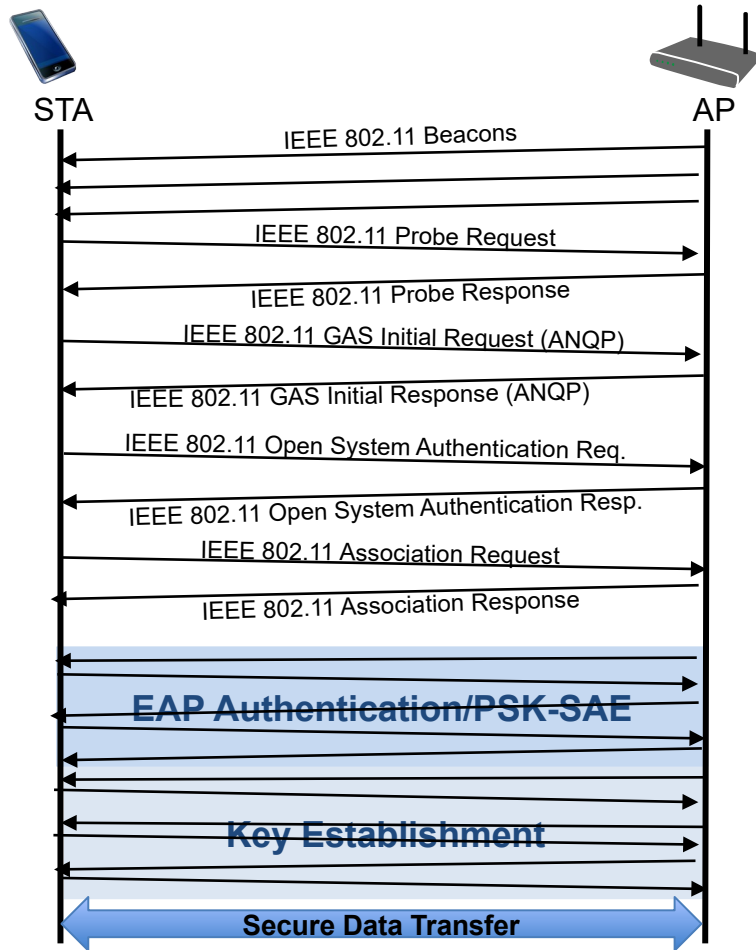 STA
AP
IEEE 802.11 Beacons
IEEE 802.11 Probe Request
IEEE 802.11 Probe Response
IEEE 802.11 GAS Initial Request (ANQP)
IEEE 802.11 GAS Initial Response (ANQP)
IEEE 802.11 Open System Authentication Req.
IEEE 802.11 Open System Authentication Resp.
IEEE 802.11 Association Request
IEEE 802.11 Association Response
EAP Authentication/PSK-SAE
Key Establishment
Secure Data Transfer